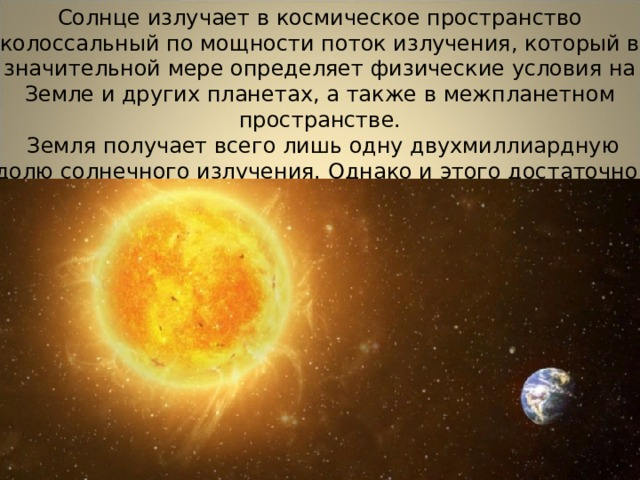 Солнце излучает в космическое пространство
колоссальный по мощности поток излучения, который в
значительной мере определяет физические условия на
Земле и других планетах, а также в межпланетном
пространстве.
Земля получает всего лишь одну двухмиллиардную
долю солнечного излучения. Однако и этого достаточно